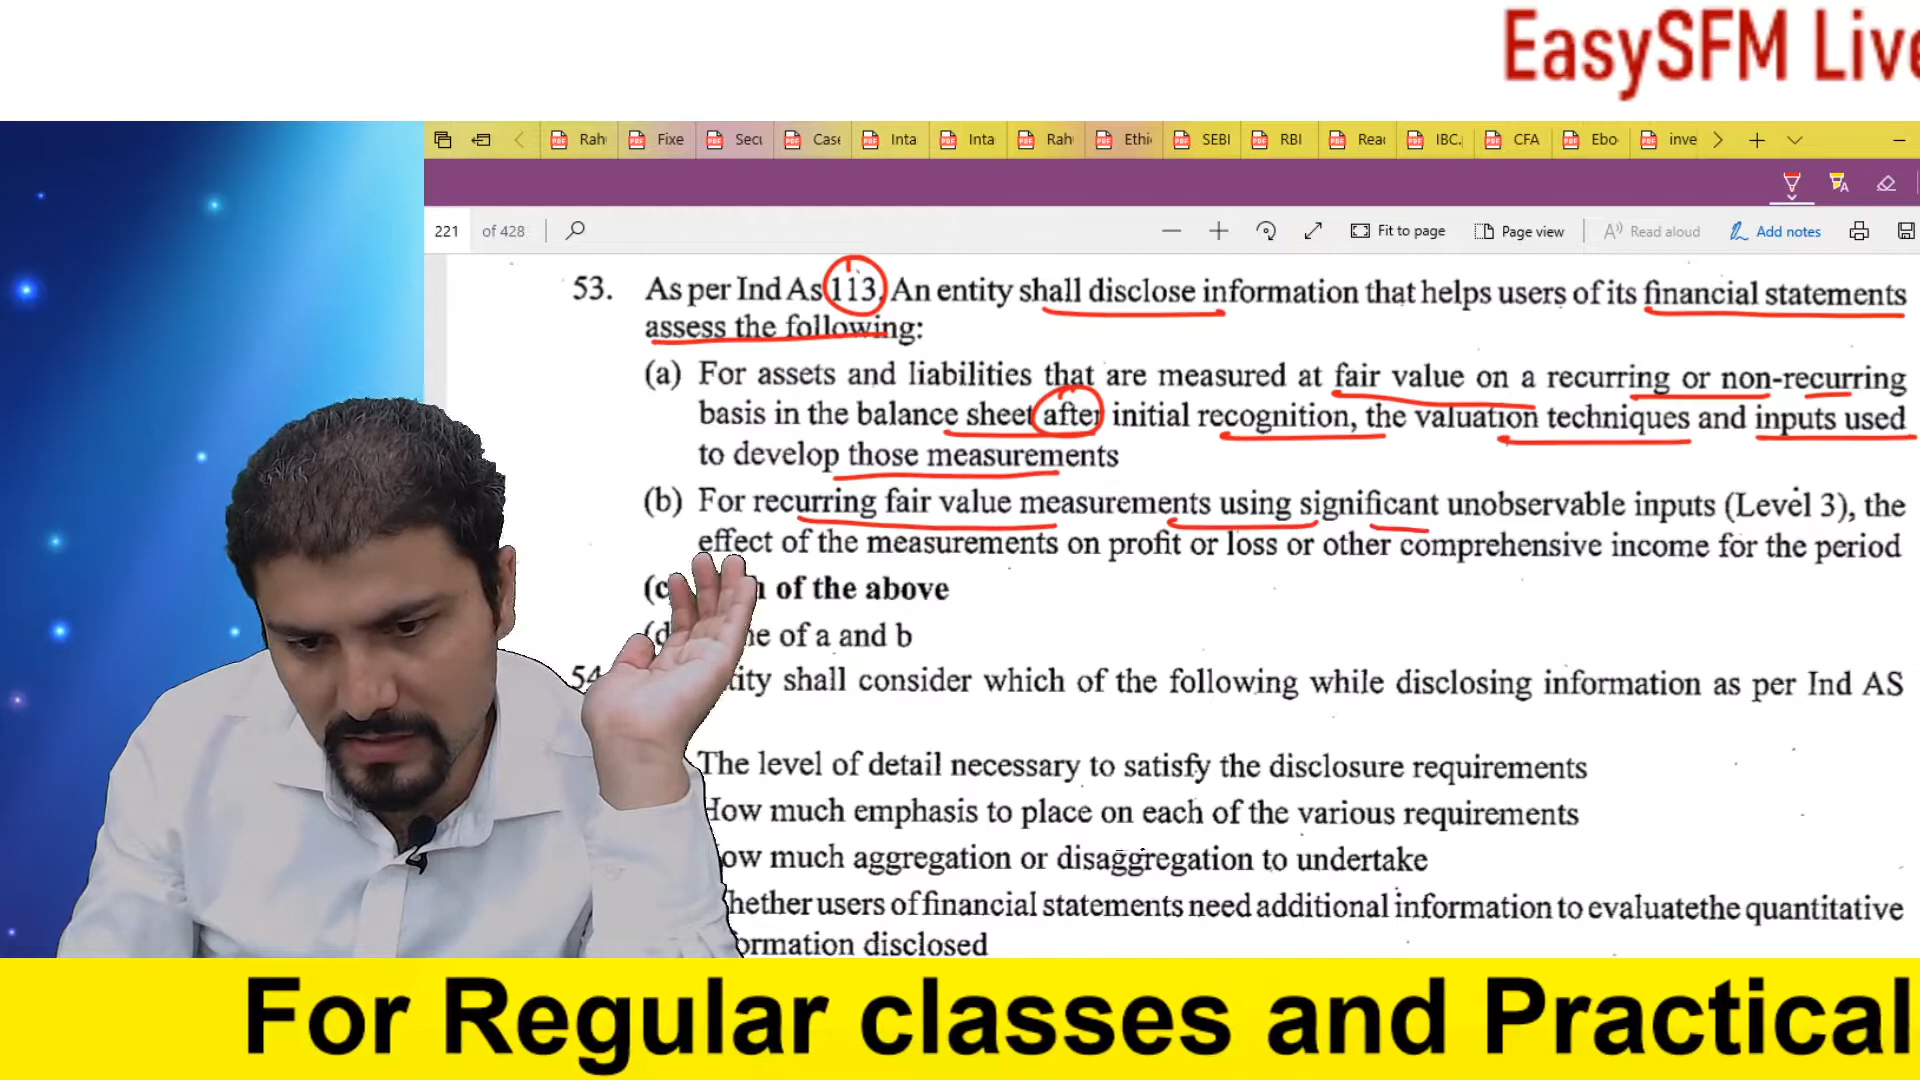 EasySFM Live
Rah Fixe Secu Case Inta Inta Rah Ethi SEBI RBI Read IBC. CFA Ebo inve
221 of 428 Fit to page Page view Read aloud Add notes
53. As per Ind As 113. An entity shall disclose information that helps users of its financial statements
assess the following:
(a) For assets and liabilities that are measured at fair value on a recurring or non-recurring
basis in the balance sheet after initial recognition, the valuation techniques and inputs used
to develop those measurements
(b) For recurring fair value measurements using significant unobservable inputs (Level 3), the
effect of the measurements on profit or loss or other comprehensive income for the period
of the above
of a and b
54 shall consider which of the following while disclosing information as per Ind AS
The level of detail necessary to satisfy the disclosure requirements
How much emphasis to place on each of the various requirements
ow much aggregation or disaggregation to undertake
hether users of financial statements need additional information to evaluatethe quantitative
ormation disclosed
For Regular classes and Practical